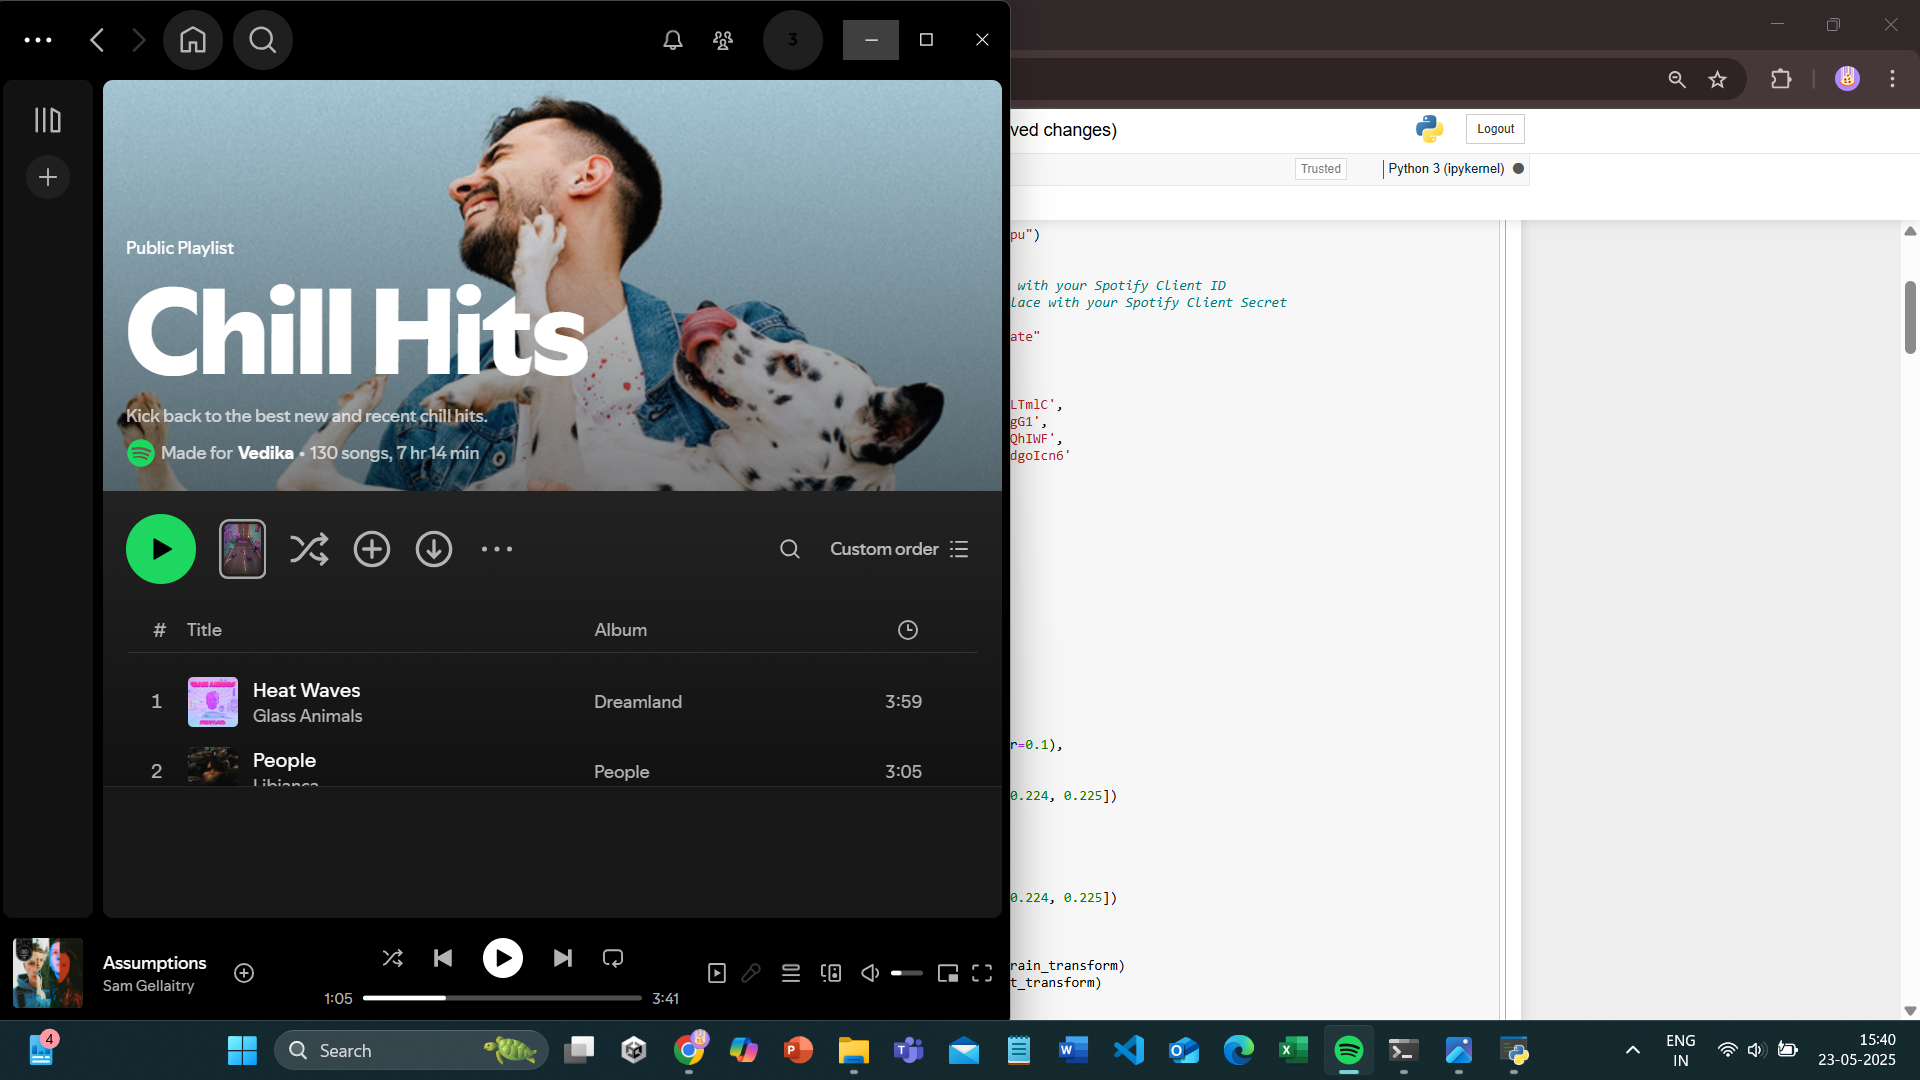 3
Public Playlist
Chill Hits
Kick back to the best new and recent chill hits.
Made for Vedika • 130 songs, 7 hr 14 min
Custom order
# Title Album
1 Heat Waves Dreamland 3:59
Glass Animals
2 People People 3:05
Libianca
Assumptions
Sam Gellaitry
1:05 3:41
ved changes)
Logout
Trusted
Python 3 (ipykernel)
pu")
with your Spotify Client ID
lace with your Spotify Client Secret
ate"
LTmlC',
gG1',
QhIWF',
dgoIcn6'
r=0.1),
0.224, 0.225])
0.224, 0.225])
rain_transform)
t_transform)
4
Search
ENG
IN
15:40
23-05-2025